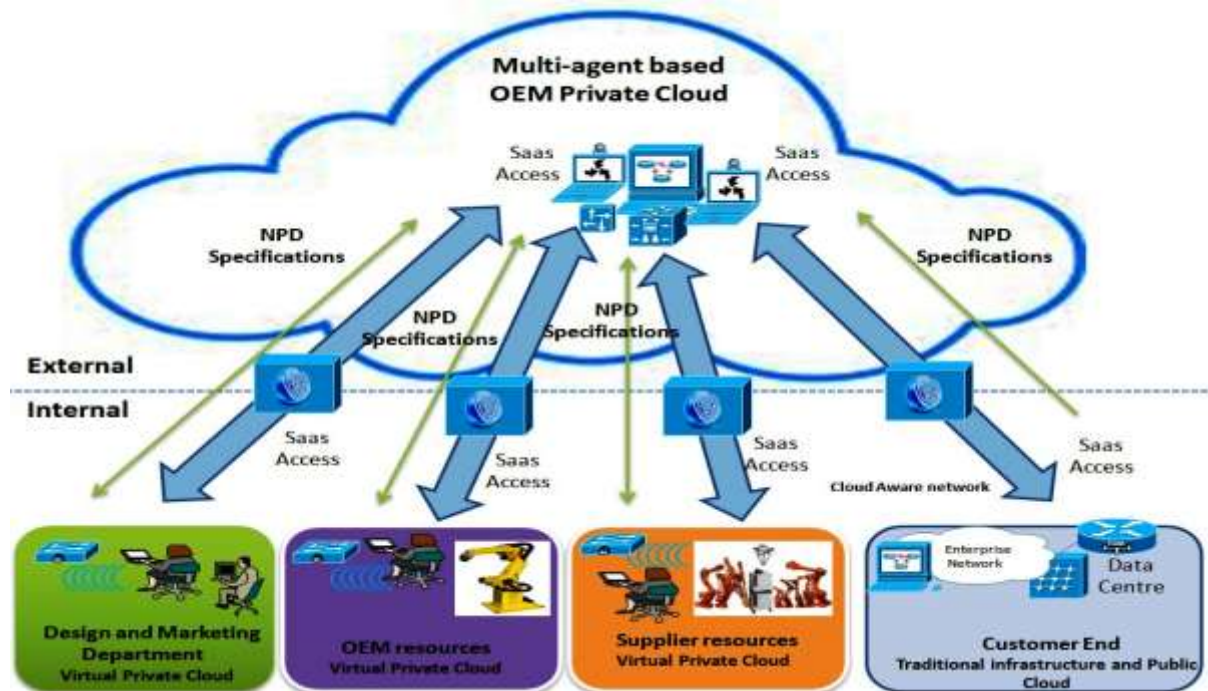 Multi-agent based
OEM Private Cloud
Saas
Access
Saas
Access
NPD
Specifications
NPD
Specifications
NPD
Specifications
NPD
Specifications
External
Internal
Saas
Access
Saas
Access
Saas
Access
Saas
Access
Cloud Aware network
Enterprise
Network
Data
Centre
Design and Marketing
Department
Virtual Private Cloud
OEM resources
Virtual Private Cloud
Supplier resources
Virtual Private Cloud
Customer End
Traditional infrastructure and Public
Cloud